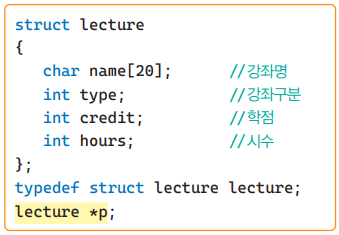 struct lecture
{
char name[20]; //강좌명
int type; //강좌구분
int credit; //학점
int hours; //시수
};
typedef struct lecture lecture;
lecture *p;